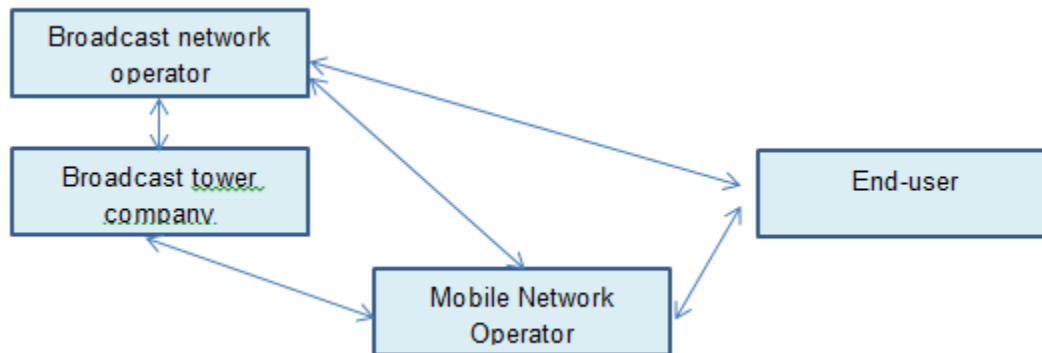 Broadcast network
operator
Broadcast tower
company.
End-user
Mobile Network
Operator